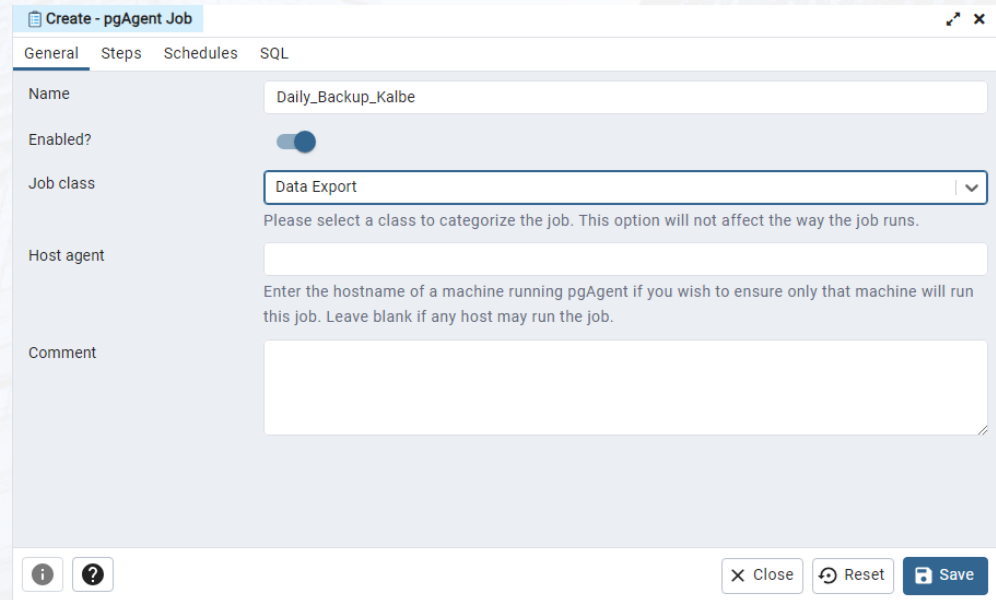 Create - pgAgent Job
General Steps Schedules SQL
Name
Daily_Backup_Kalbe
Enabled?
Job class
Data Export
Please select a class to categorize the job. This option will not affect the way the job runs.
Host agent
Enter the hostname of a machine running pgAgent if you wish to ensure only that machine will run
this job. Leave blank if any host may run the job.
Comment
Close Reset Save